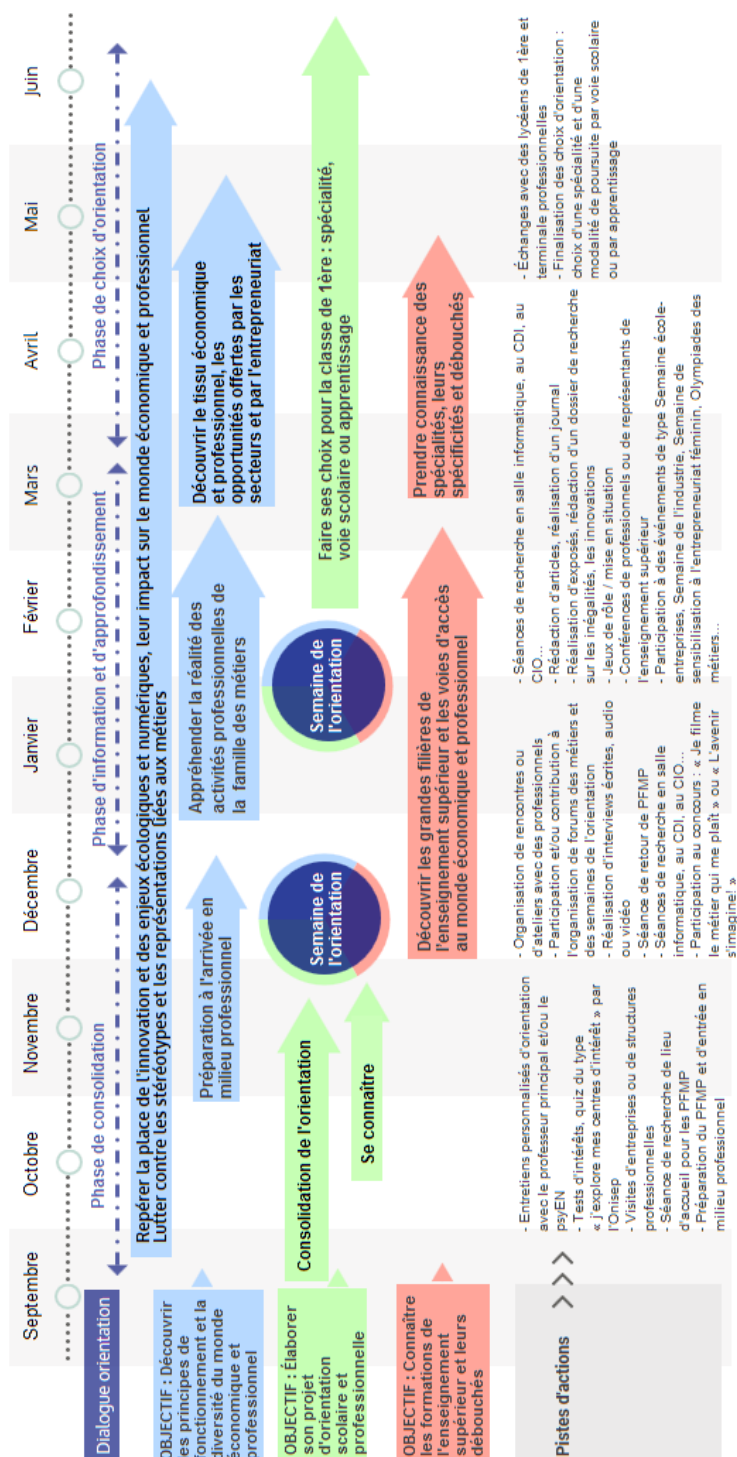 Septembre
Octobre
Novembre
Décembre
Janvier
Février
Mars
Avril
Mai
Juin
Dialogue orientation
Phase de consolidation
Phase d'information et d'approfondissement
Phase de choix d'orientation
Repérer la place de l'innovation et des enjeux écologiques et numériques, leur impact sur le monde économique et professionnel
Lutter contre les stéréotypes et les représentations liées aux métiers
OBJECTIF : Découvrir
les principes de
fonctionnement et la
diversité du monde
économique et
professionnel
Préparation à l'arrivée en
milieu professionnel
Appréhender la réalité des
activités professionnelles de
la famille des métiers
Découvrir le tissu économique
et professionnel, les
opportunités offertes par les
secteurs et par l'entrepreneuriat
OBJECTIF : Élaborer
son projet
d'orientation
scolaire et
professionnelle
Consolidation de l'orientation
Se connaître
Semaine de
l'orientation
Semaine de
l'orientation
Faire ses choix pour la classe de 1ère : spécialité,
voie scolaire ou apprentissage
OBJECTIF : Connaître
les formations de
l'enseignement
supérieur et leurs
débouchés
Découvrir les grandes filières de
l'enseignement supérieur et les voies d'accès
au monde économique et professionnel
Prendre connaissance des
spécialités, leurs
spécificités et débouchés
Pistes d'actions > > >
- Entretiens personnalisés d'orientation
avec le professeur principal et/ou le
psyEN
- Tests d'intérêts, quiz du type
« j'explore mes centres d'intérêt » par
l'Onisep
- Visites d'entreprises ou de structures
professionnelles
- Séance de recherche de lieu
d'accueil pour les PFMP
- Préparation du PFMP et d'entrée en
milieu professionnel
- Organisation de rencontres ou
d'ateliers avec des professionnels
- Participation et/ou contribution à
l'organisation de forums des métiers et
des semaines de l'orientation
- Réalisation d'interviews écrites, audio
ou vidéo
- Séance de retour de PFMP
- Séances de recherche en salle
informatique, au CDI, au CIO...
- Participation au concours : « Je filme
le métier qui me plaît » ou « L'avenir
s'imagine! »
- Séances de recherche en salle informatique, au CDI, au
CIO...
- Rédaction d'articles, réalisation d'un journal
- Réalisation d'exposés, rédaction d'un dossier de recherche
sur les inégalités, les innovations
- Jeux de rôle / mise en situation
- Conférences de professionnels ou de représentants de
l'enseignement supérieur
- Participation à des événements de type Semaine école-
entreprises, Semaine de l'industrie, Semaine de
sensibilisation à l'entrepreneuriat féminin, Olympiades des
métiers...
- Échanges avec des lycéens de 1ère et
terminale professionnelles
- Finalisation des choix d'orientation :
choix d'une spécialité et d'une
modalité de poursuite par voie scolaire
ou par apprentissage